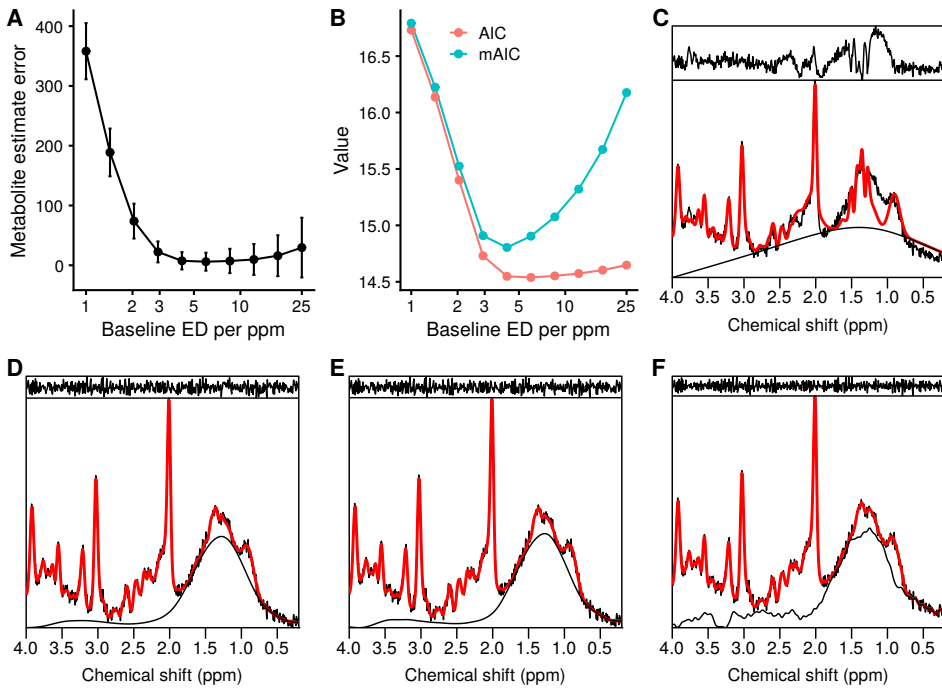 A
Metabolite estimate error
400
300
200
100
0
1 2 3 5 10 25
Baseline ED per ppm
B
AIC
mAIC
Value
16.5
16.0
15.5
15.0
14.5
1 2 3 5 10 25
Baseline ED per ppm
C
4.0 3.5 3.0 2.5 2.0 1.5 1.0 0.5
Chemical shift (ppm)
D
4.0 3.5 3.0 2.5 2.0 1.5 1.0 0.5
Chemical shift (ppm)
E
4.0 3.5 3.0 2.5 2.0 1.5 1.0 0.5
Chemical shift (ppm)
F
4.0 3.5 3.0 2.5 2.0 1.5 1.0 0.5
Chemical shift (ppm)